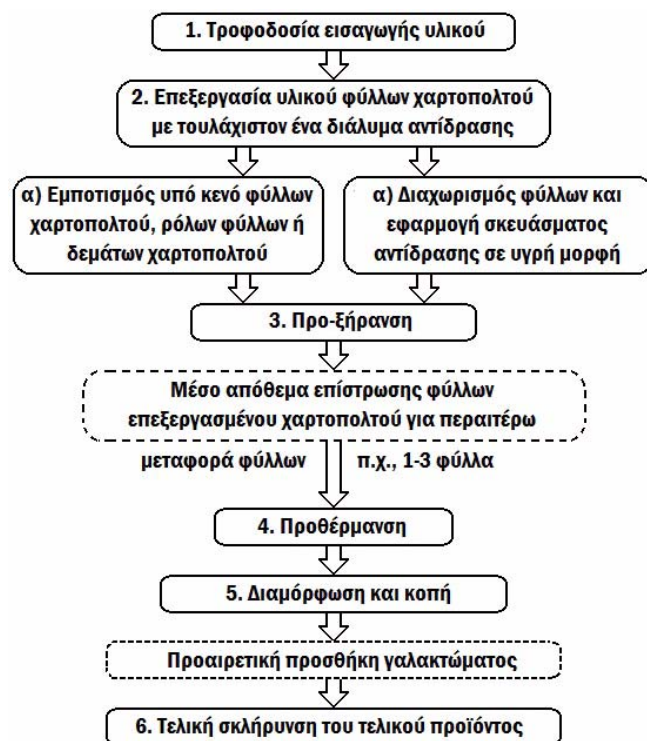 1. Τροφοδοσία εισαγωγής υλικού
2. Επεξεργασία υλικού φύλλων χαρτοπολτού
με τουλάχιστον ένα διάλυμα αντίδρασης
α) Εμποτισμός υπό κενό φύλλων
χαρτοπολτού, ρόλων φύλλων ή
δεμάτων χαρτοπολτού
α) Διαχωρισμός φύλλων και
εφαρμογή σκευάσματος
αντίδρασης σε υγρή μορφή
3. Προ-ξήρανση
Μέσο απόθεμα επίστρωσης φύλλων
επεξεργασμένου χαρτοπολτού για περαιτέρω
μεταφορά φύλλων
π.χ., 1-3 φύλλα
4. Προθέρμανση
5. Διαμόρφωση και κοπή
Προαιρετική προσθήκη γαλακτώματος
6. Τελική σκλήρυνση του τελικού προϊόντος